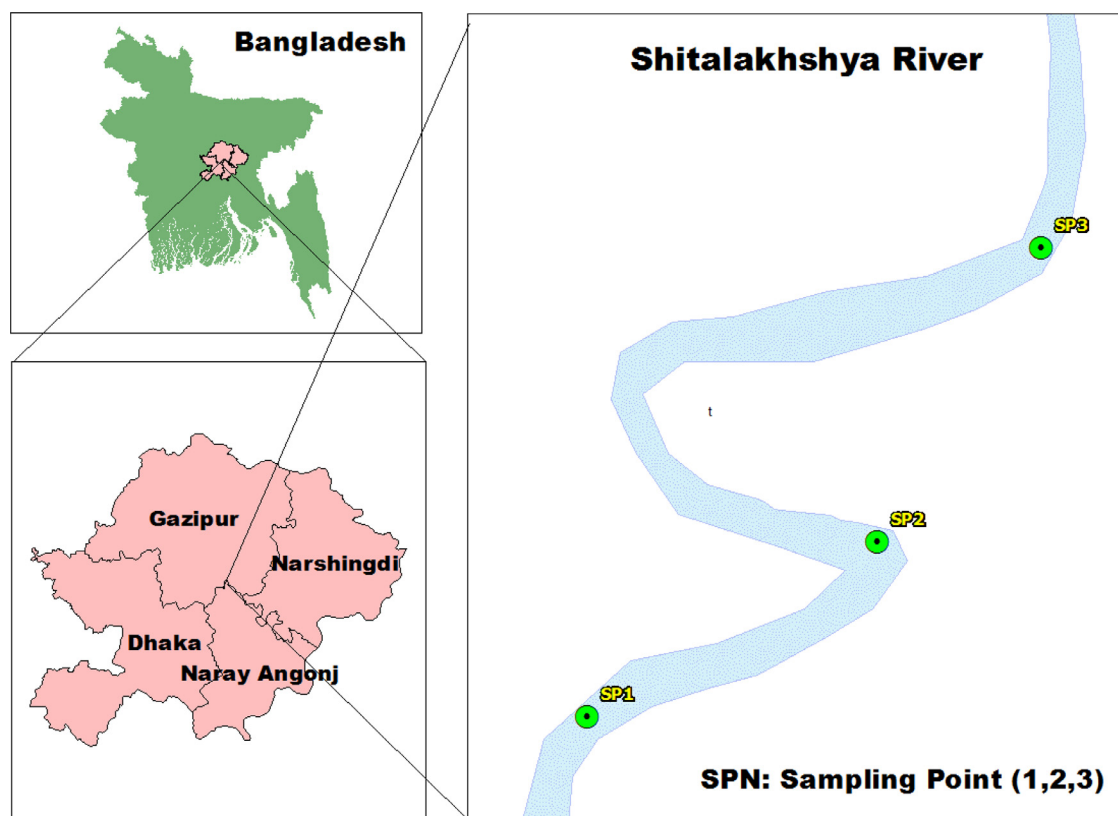 Bangladesh
Shitalakhshya River
SP3
t
SP2
SP1
SPN: Sampling Point (1,2,3)
Gazipur
Narshingdi
Dhaka
Naray Angonj